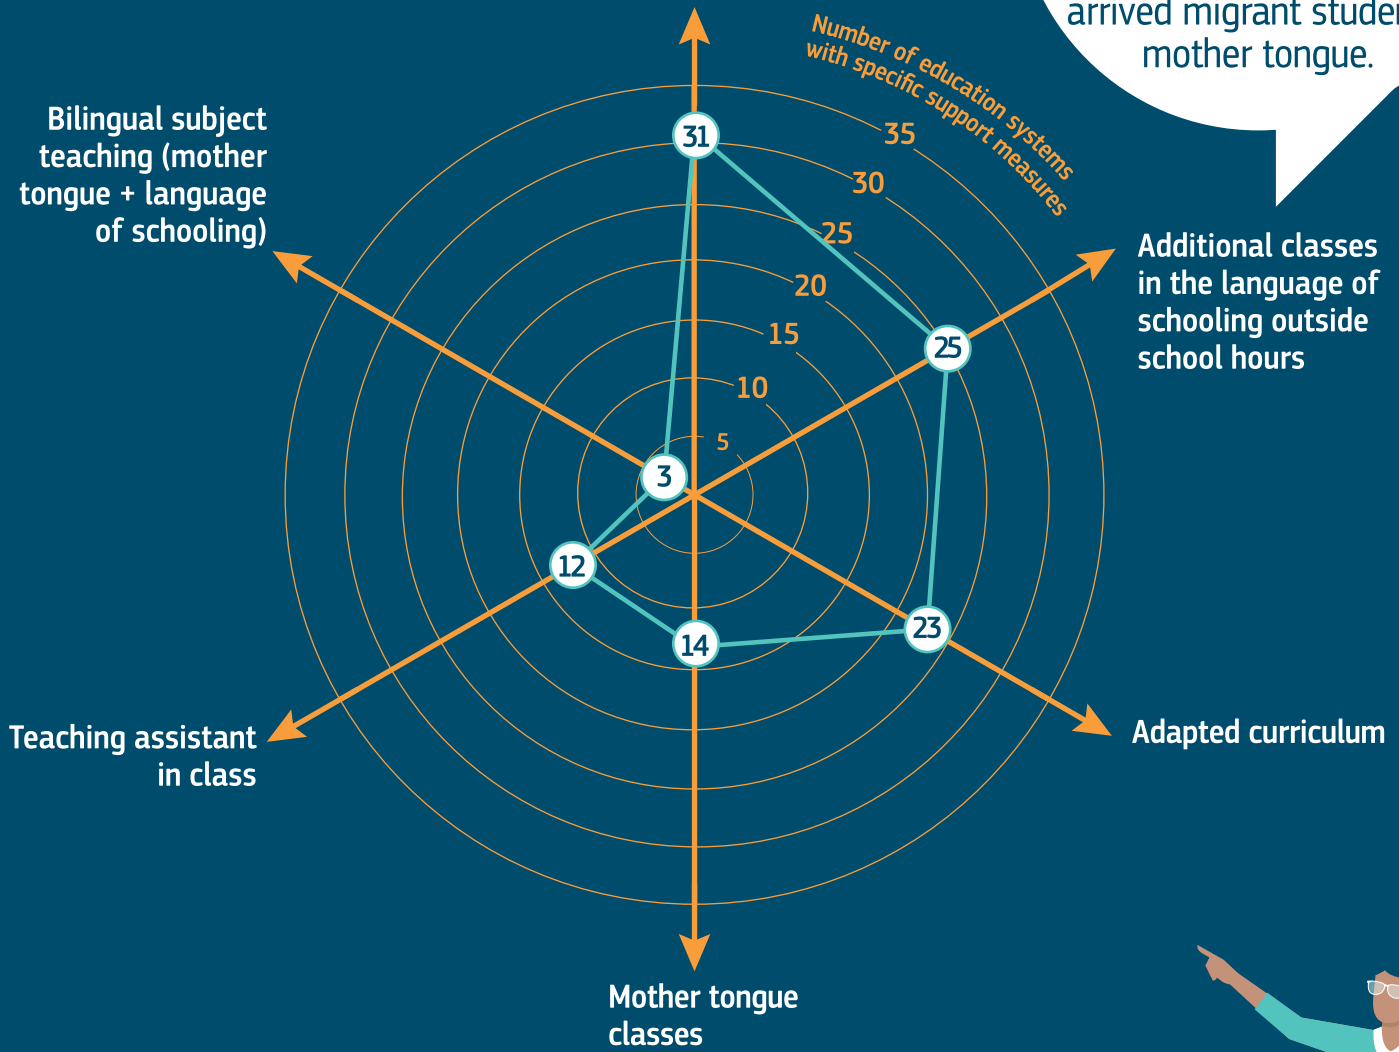 arrived migrant
mother tongue.
Number of education systems
with specific support measures
Bilingual subject
teaching (mother
tongue + language
of schooling)
31
35
30
25
20
15
10
5
Additional classes
in the language of
schooling outside
school hours
25
3
12
14
23
Teaching assistant
in class
Adapted curriculum
Mother tongue
classes